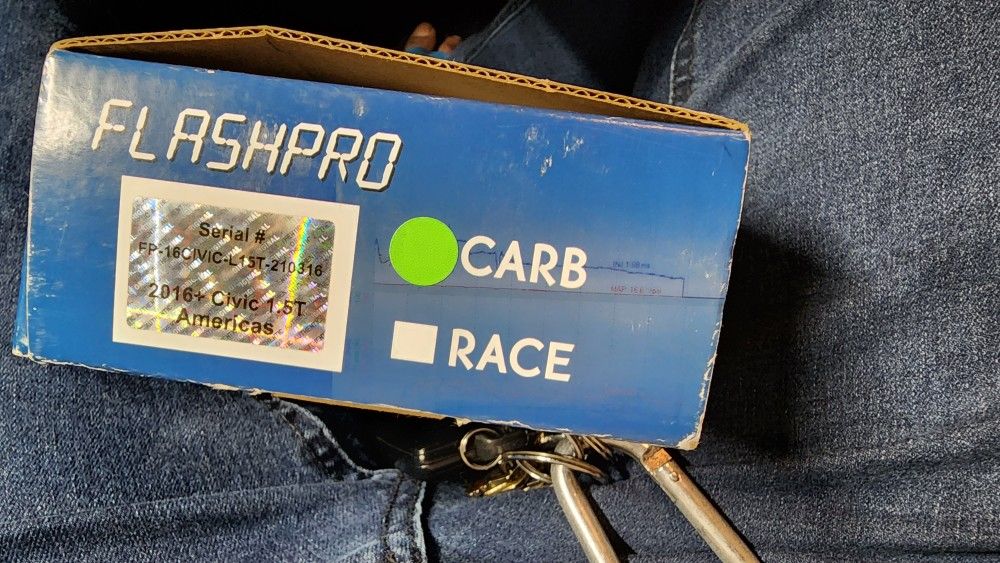 FLASHPRO
Serial #
FP-16CIVIC-L15T-210316
2016+ Civic 1.5T
Americas
CARB
RACE